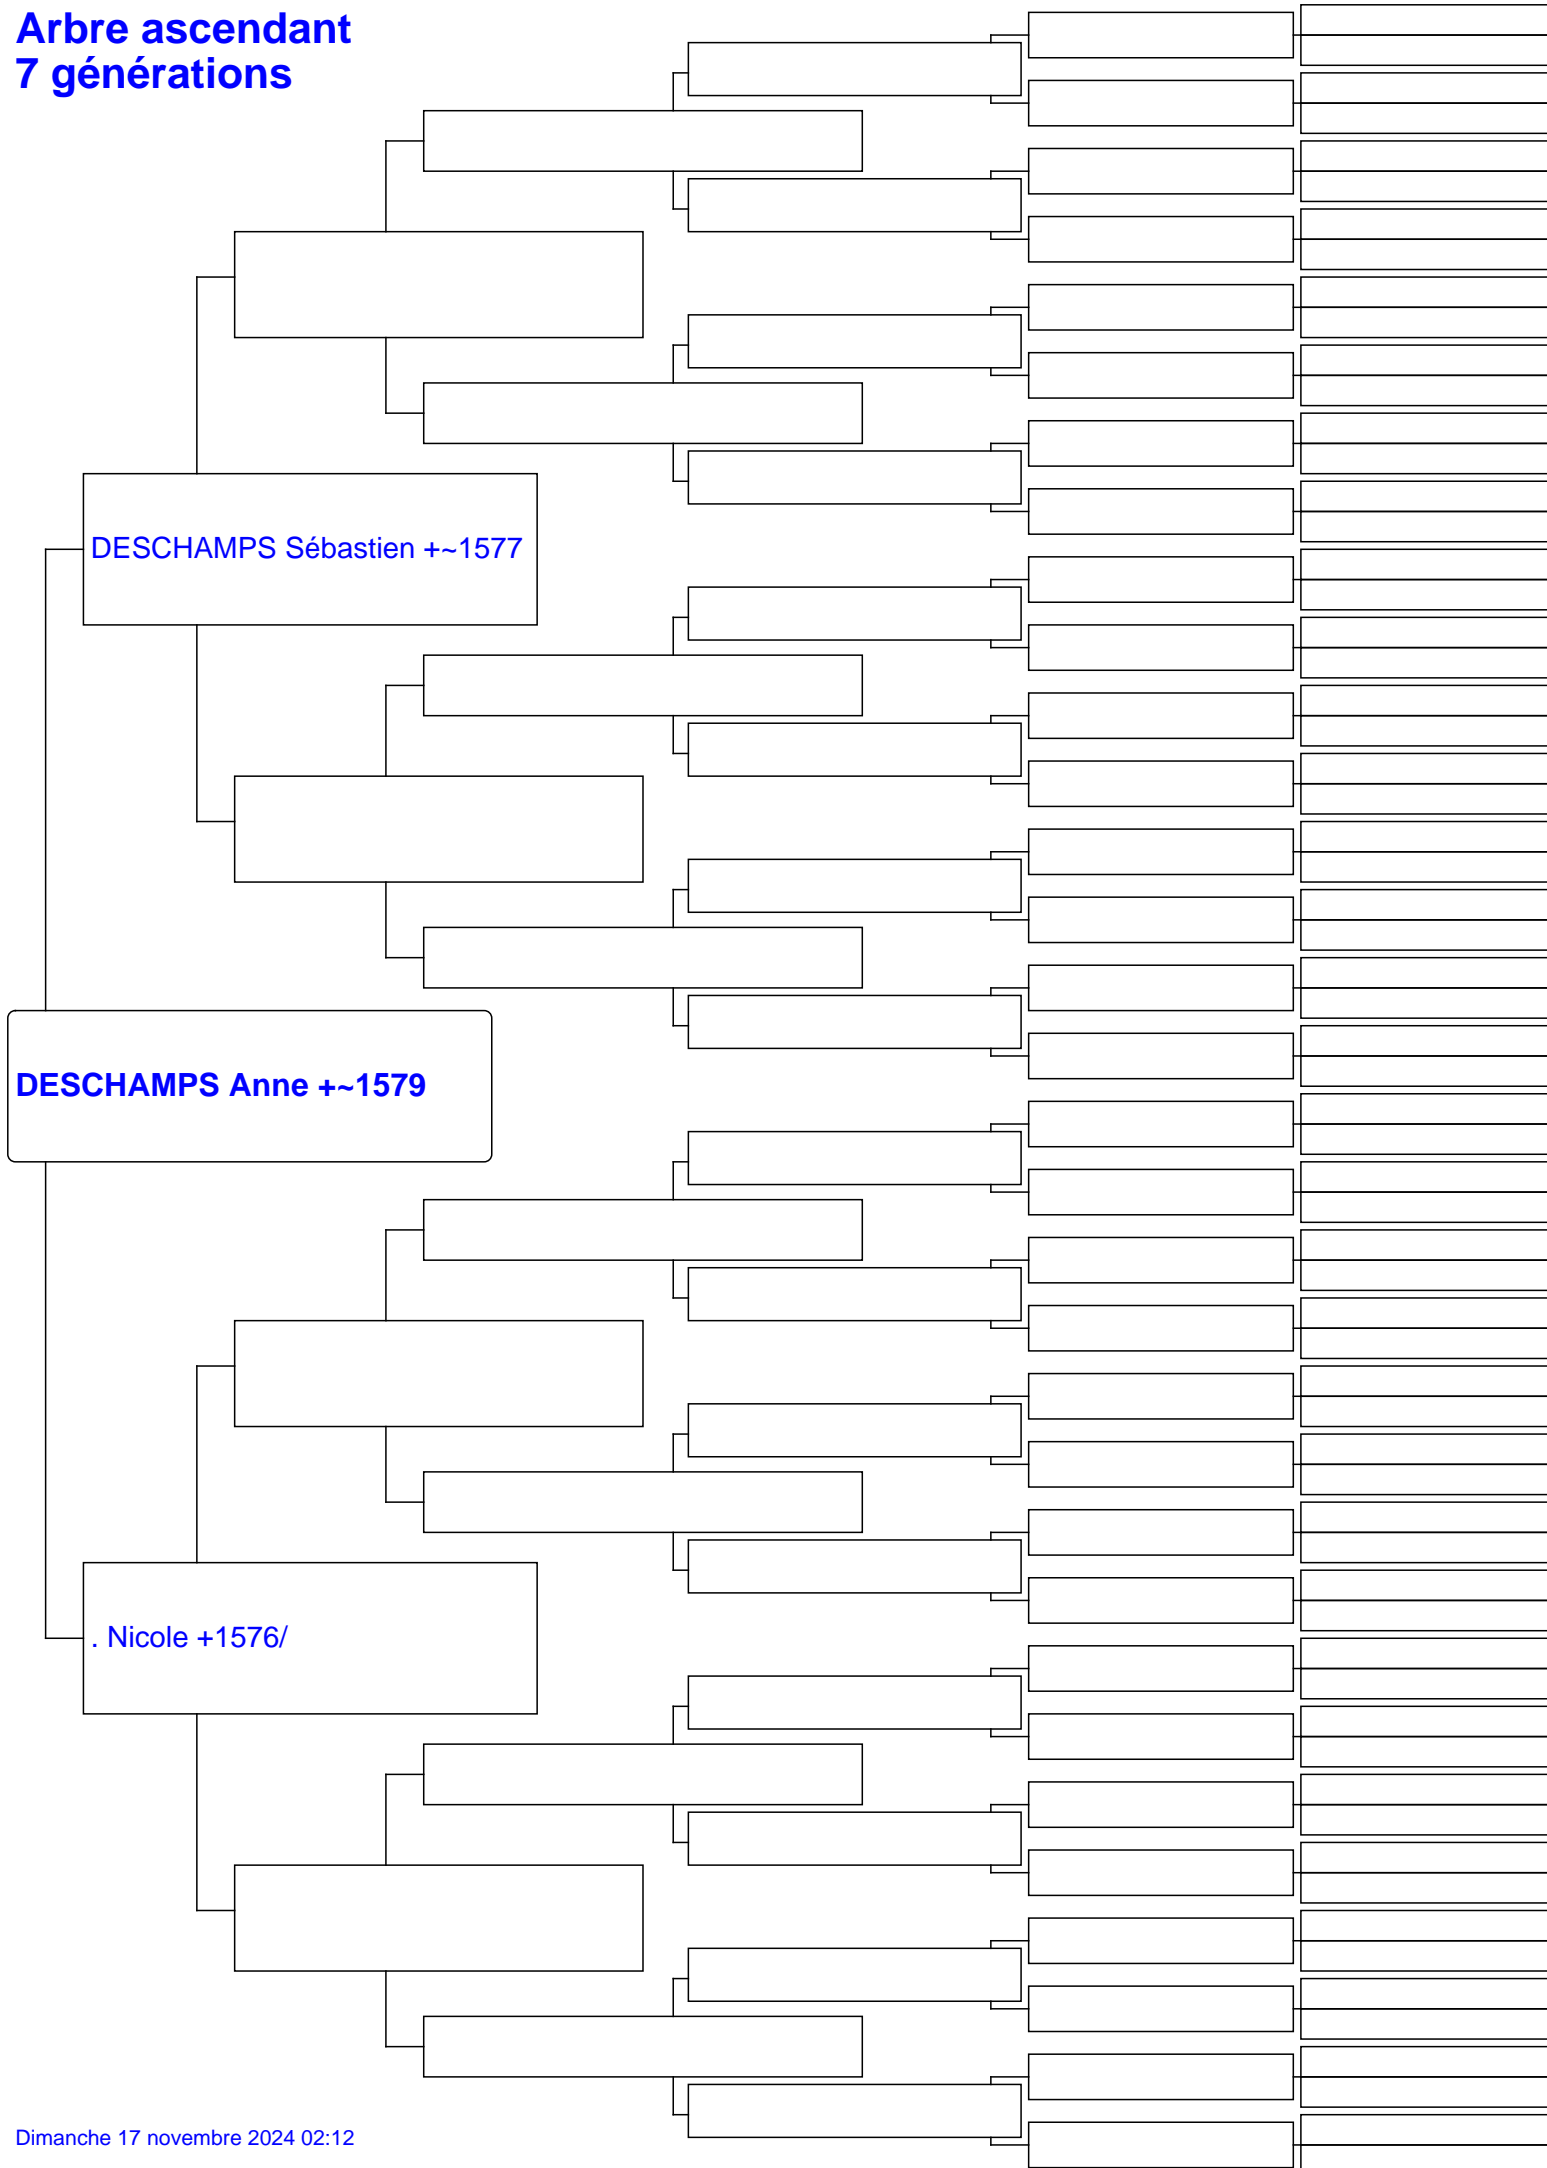 Arbre ascendant
7 générations
DESCHAMPS Sébastien +~1577
DESCHAMPS Anne +~1579
. Nicole +1576/
Dimanche 17 novembre 2024 02:12